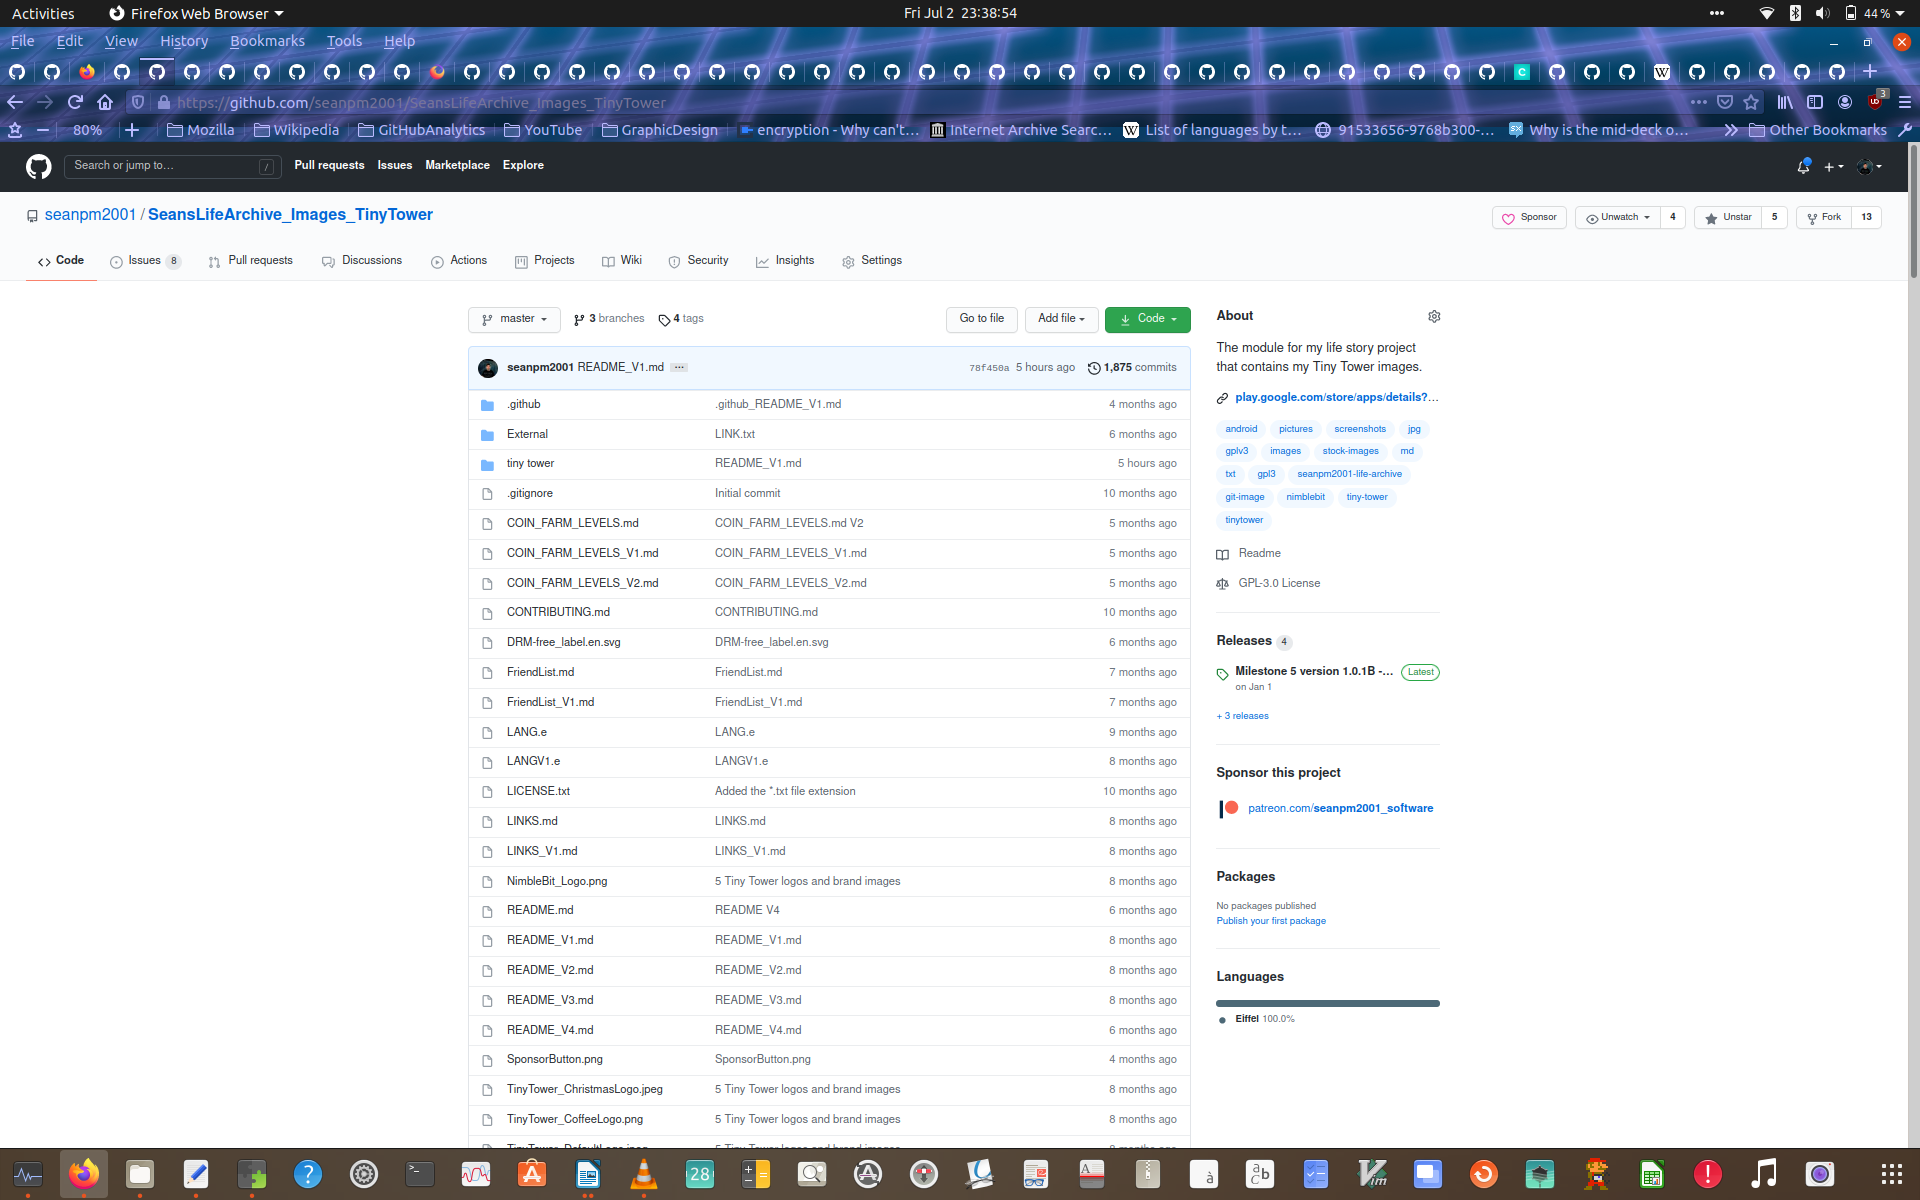 Activities Firefox Web Browser Fri Jul 2 23:38:54 44 %
File Edit View History Bookmarks Tools Help
https://github.com/seanpm2001/SeansLifeArchive_Images_TinyTower 3
80% Mozilla Wikipedia GitHubAnalytics YouTube GraphicDesign encryption - Why can't… Internet Archive Searc… List of languages by t… 91533656-9768b300-… Why is the mid-deck o… Other Bookmarks
Search or jump to… / Pull requests Issues Marketplace Explore
seanpm2001 / SeansLifeArchive_Images_TinyTower Sponsor Unwatch 4 Unstar 5 Fork 13
Code Issues 8 Pull requests Discussions Actions Projects Wiki Security Insights Settings
master 3 branches 4 tags Go to file Add file Code
seanpm2001 README_V1.md ... 78f450a 5 hours ago 1,875 commits
.github .github_README_V1.md 4 months ago
External LINK.txt 6 months ago
tiny tower README_V1.md 5 hours ago
.gitignore Initial commit 10 months ago
COIN_FARM_LEVELS.md COIN_FARM_LEVELS.md V2 5 months ago
COIN_FARM_LEVELS_V1.md COIN_FARM_LEVELS_V1.md 5 months ago
COIN_FARM_LEVELS_V2.md COIN_FARM_LEVELS_V2.md 5 months ago
CONTRIBUTING.md CONTRIBUTING.md 10 months ago
DRM-free_label.en.svg DRM-free_label.en.svg 6 months ago
FriendList.md FriendList.md 7 months ago
FriendList_V1.md FriendList_V1.md 7 months ago
LANG.e LANG.e 9 months ago
LANGV1.e LANGV1.e 8 months ago
LICENSE.txt Added the *.txt file extension 10 months ago
LINKS.md LINKS.md 8 months ago
LINKS_V1.md LINKS_V1.md 8 months ago
NimbleBit_Logo.png 5 Tiny Tower logos and brand images 8 months ago
README.md README V4 6 months ago
README_V1.md README_V1.md 8 months ago
README_V2.md README_V2.md 8 months ago
README_V3.md README_V3.md 8 months ago
README_V4.md README_V4.md 6 months ago
SponsorButton.png SponsorButton.png 4 months ago
TinyTower_ChristmasLogo.jpeg 5 Tiny Tower logos and brand images 8 months ago
TinyTower_CoffeeLogo.png 5 Tiny Tower logos and brand images 8 months ago
About
The module for my life story project
that contains my Tiny Tower images.
play.google.com/store/apps/details?…
android pictures screenshots jpg
gplv3 images stock-images md
txt gpl3 seanpm2001-life-archive
git-image nimblebit tiny-tower
tinytower
Readme
GPL-3.0 License
Releases 4
Milestone 5 version 1.0.1B -… Latest
on Jan 1
+ 3 releases
Sponsor this project
patreon.com/seanpm2001_software
Packages
No packages published
Publish your first package
Languages
Eiffel 100.0%
28